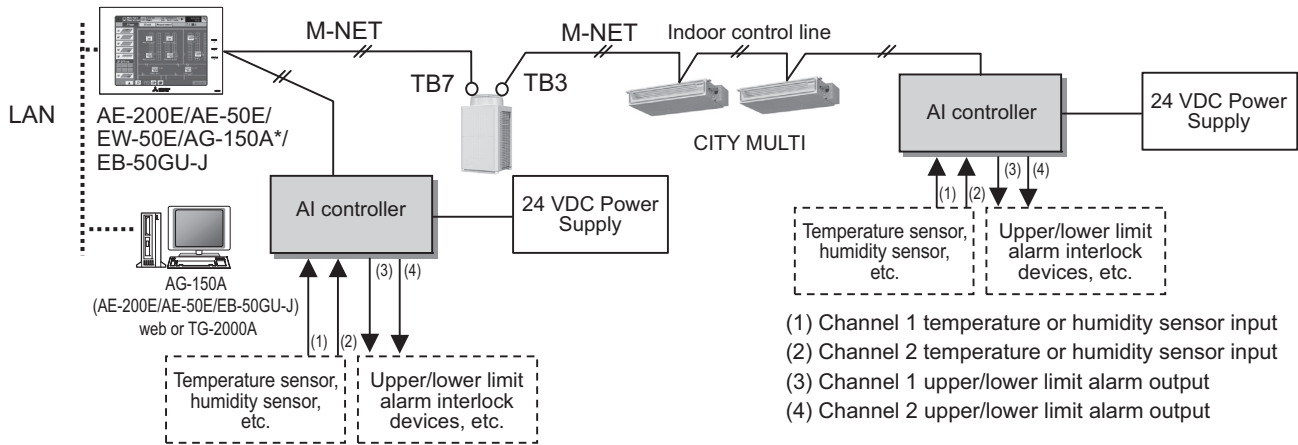 M-NET
M-NET
Indoor control line
TB7
TB3
LAN
AE-200E/AE-50E/
EW-50E/AG-150A*/
EB-50GU-J
CITY MULTI
AI controller
24 VDC Power
Supply
AI controller
24 VDC Power
Supply
(1)
(2)
(3)
(4)
Temperature sensor,
humidity sensor,
etc.
Upper/lower limit
alarm interlock
devices, etc.
AG-150A
(AE-200E/AE-50E/EB-50GU-J)
web or TG-2000A
(1)
(2)
(3)
(4)
Temperature sensor,
humidity sensor,
etc.
Upper/lower limit
alarm interlock
devices, etc.
(1) Channel 1 temperature or humidity sensor input
(2) Channel 2 temperature or humidity sensor input
(3) Channel 1 upper/lower limit alarm output
(4) Channel 2 upper/lower limit alarm output